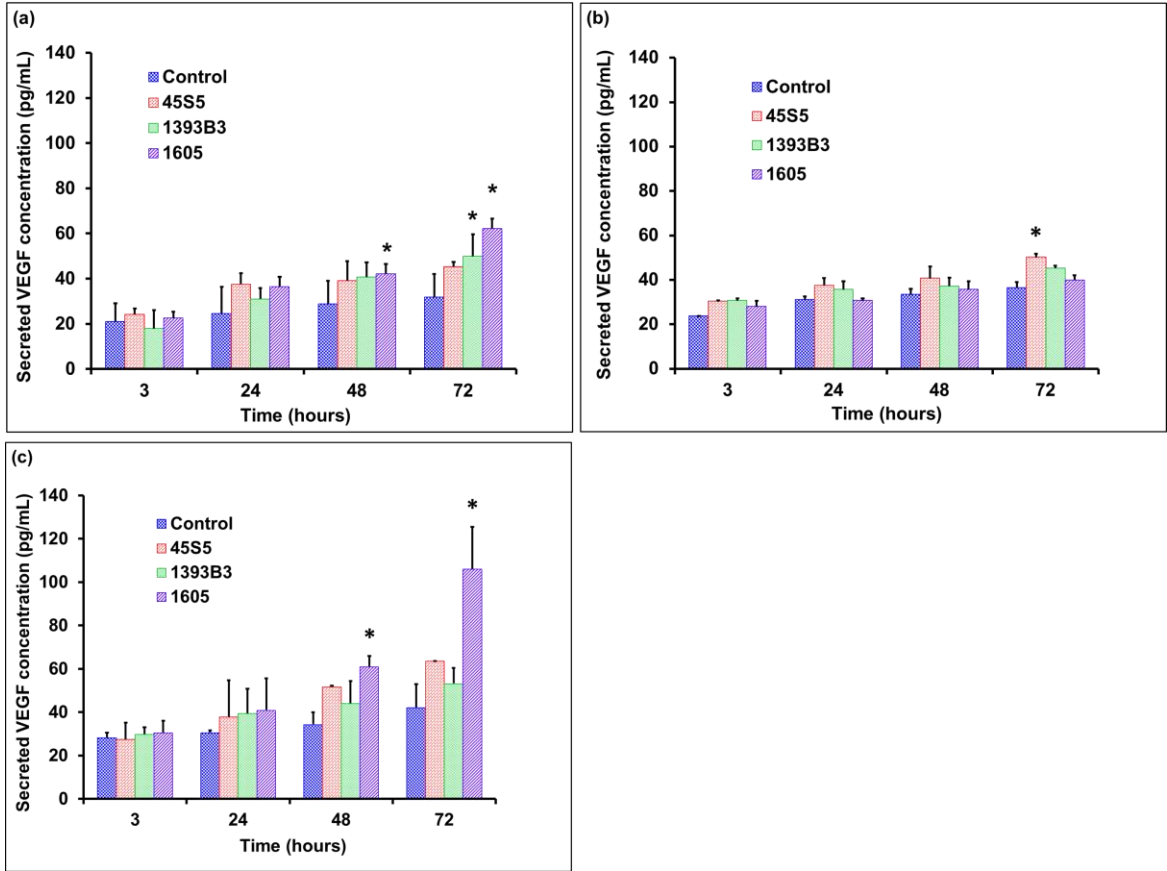 (a)
Secreted VEGF concentration (pg/mL)
140
120
100
80
60
40
20
0
Control
45S5
1393B3
1605
*
*
*
3 24 48 72
Time (hours)
(b)
Secreted VEGF concentration (pg/mL)
140
120
100
80
60
40
20
0
Control
45S5
1393B3
1605
*
3 24 48 72
Time (hours)
(c)
Secreted VEGF concentration (pg/mL)
140
120
100
80
60
40
20
0
Control
45S5
1393B3
1605
*
*
3 24 48 72
Time (hours)